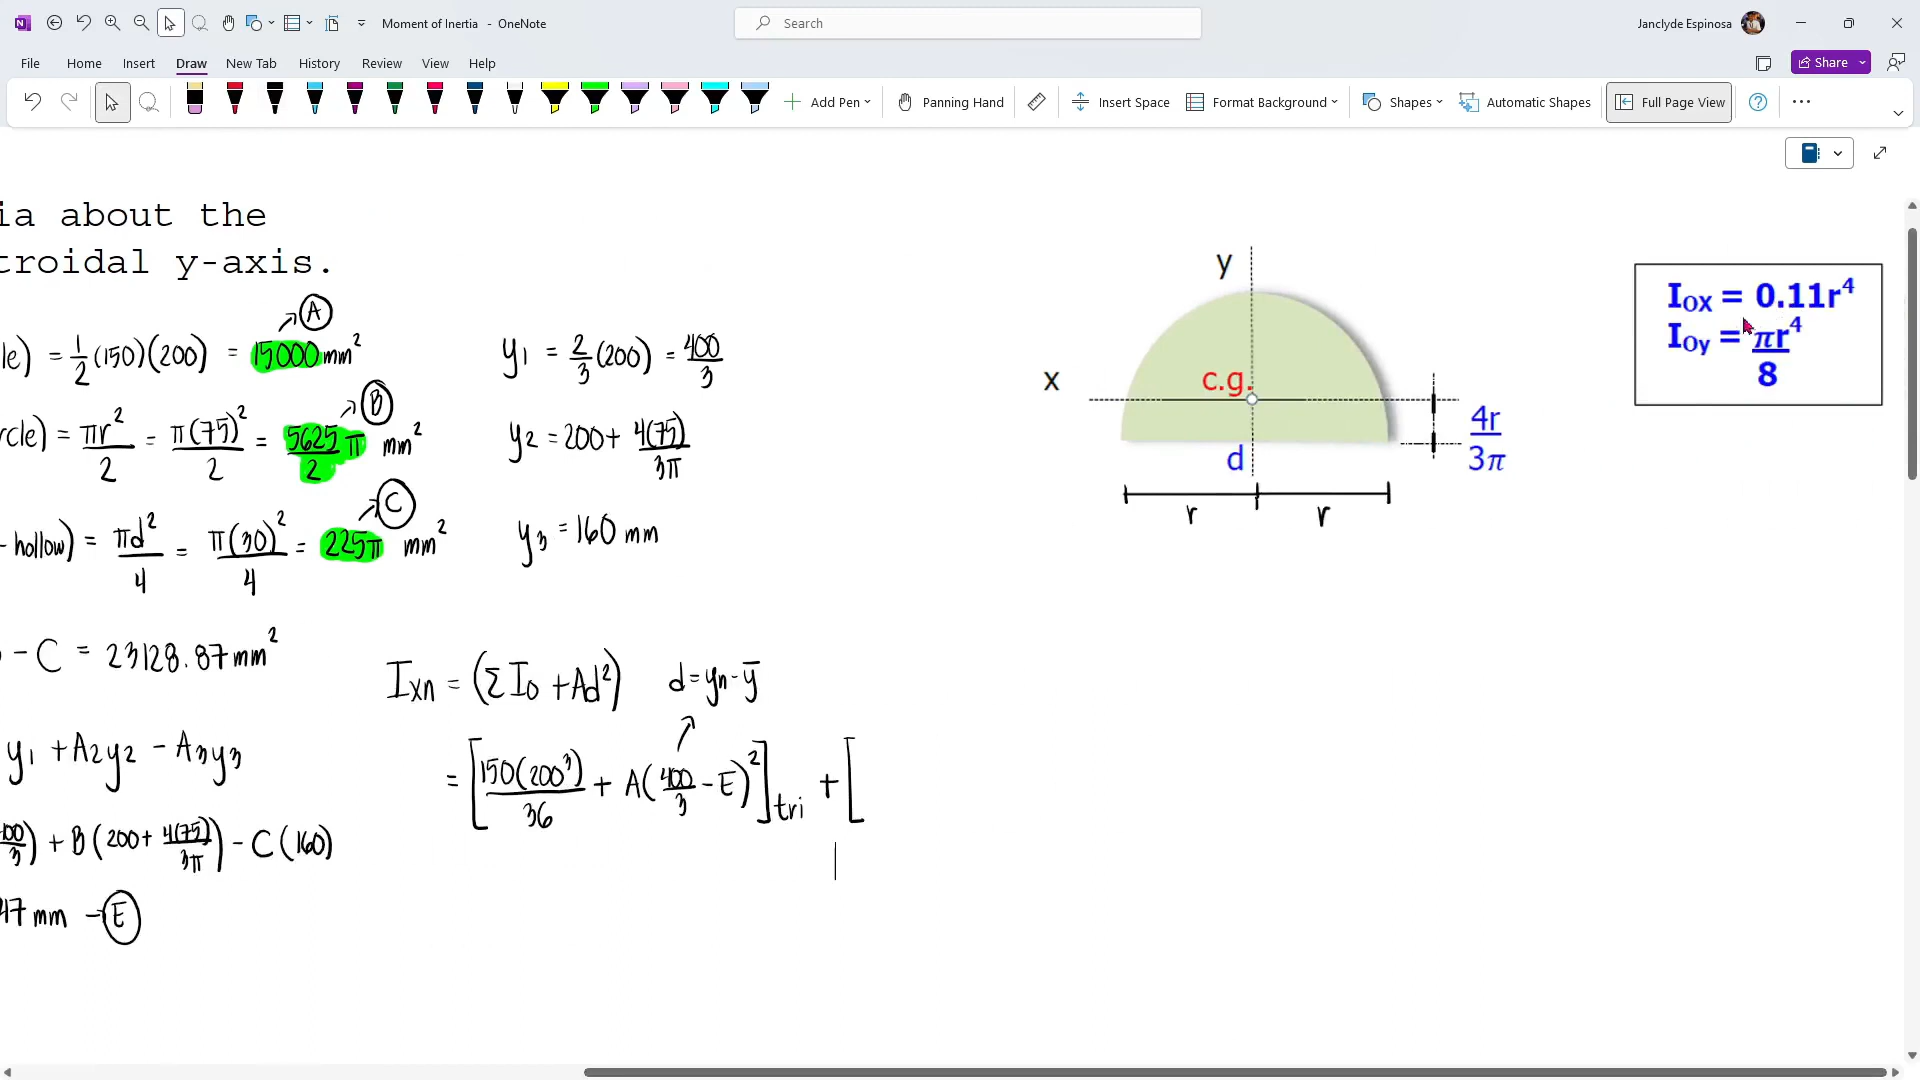 Moment of Inertia - OneNote
Search
Janclyde Espinosa
File Home Insert Draw New Tab History Review View Help
Share
Add Pen
Panning Hand
Insert Space
Format Background
Shapes
Automatic Shapes
Full Page View
ia about the
troidal y-axis.
A
le) = 1/2 (150)(200) = 15000 mm²
y1 = 2/3 (200) = 400/3
B
rcle) = πr²/2 = π(75)²/2 = 5625/2 π mm²
y2 = 200 + 4(75)/3π
C
- hollow) = πd²/4 = π(30)²/4 = 225π mm²
y3 = 160 mm
- C = 23128.87 mm²
y1 + A2y2 - A3y3
+ B (200 + 4(75)/3π) - C (160)
47 mm → E
Ixn = (Σ Io + Ad²) d = yn - ȳ
= [150(200³)/36 + A(400/3 - E)²]tri + [
y
x
c.g.
d
4r/3π
r r
IOX = 0.11r⁴
IOy = πr⁴/8